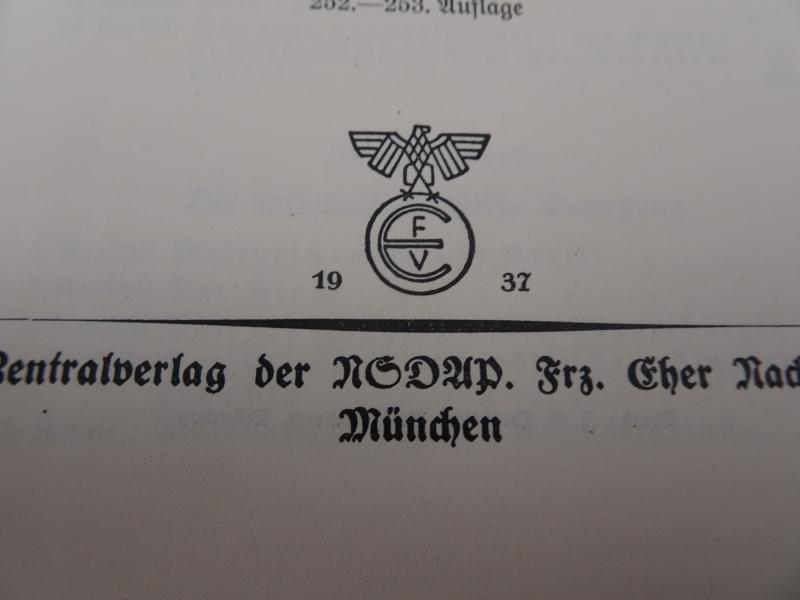 252.—253. Auflage
F
E
V
19 37
Zentralverlag der NSDAP. Frz. Eher
München